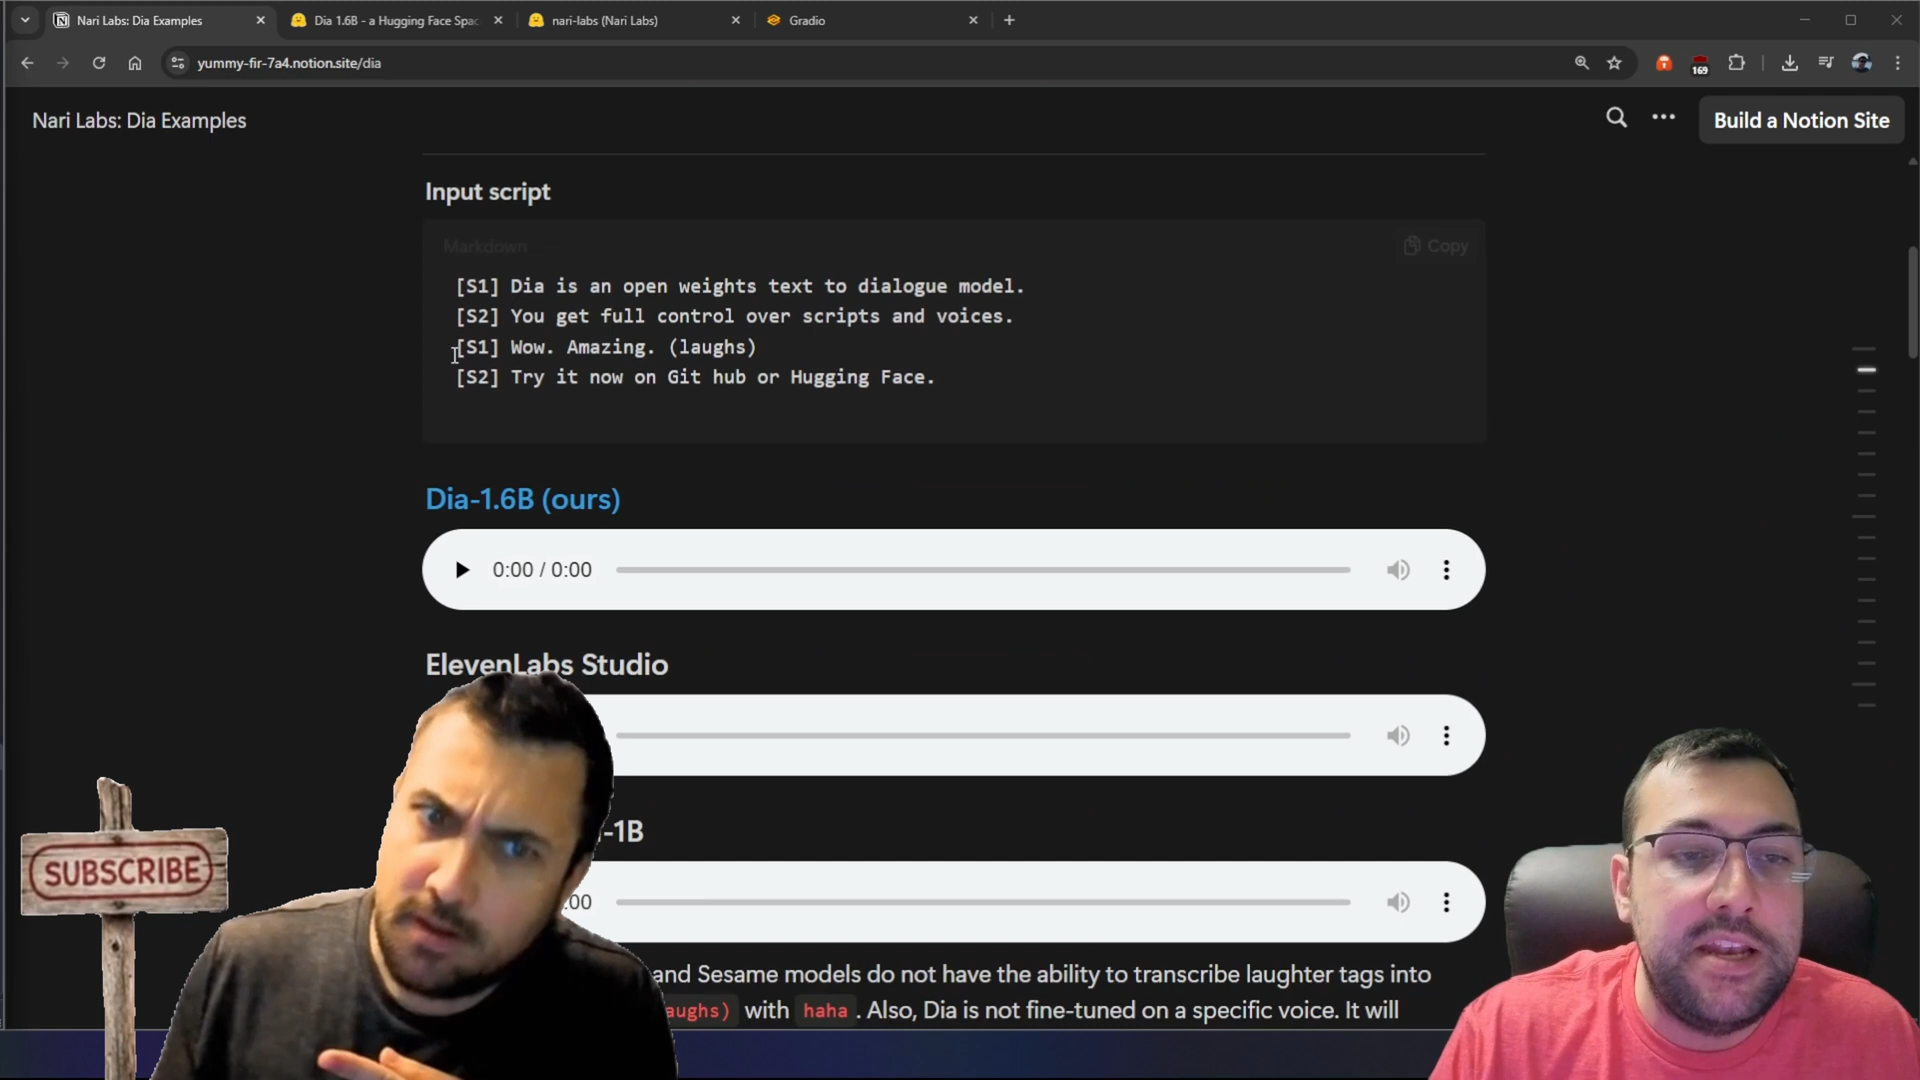 Nari Labs: Dia Examples
Dia 1.6B - a Hugging Face Spac
nari-labs (Nari Labs)
Gradio
yummy-fir-7a4.notion.site/dia
169
Nari Labs: Dia Examples
Build a Notion Site
Input script
Markdown
Copy
[S1] Dia is an open weights text to dialogue model.
[S2] You get full control over scripts and voices.
[S1] Wow. Amazing. (laughs)
[S2] Try it now on Git hub or Hugging Face.
Dia-1.6B (ours)
0:00 / 0:00
ElevenLabs Studio
-1B
:00
SUBSCRIBE
and Sesame models do not have the ability to transcribe laughter tags into
aughs) with haha . Also, Dia is not fine-tuned on a specific voice. It will